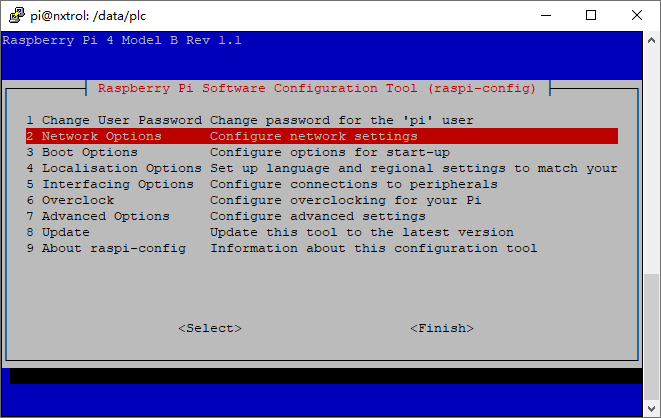 pi@nxtrol: /data/plc
Raspberry Pi 4 Model B Rev 1.1
Raspberry Pi Software Configuration Tool (raspi-config)
1 Change User Password Change password for the 'pi' user
2 Network Options Configure network settings
3 Boot Options Configure options for start-up
4 Localisation Options Set up language and regional settings to match your
5 Interfacing Options Configure connections to peripherals
6 Overclock Configure overclocking for your Pi
7 Advanced Options Configure advanced settings
8 Update Update this tool to the latest version
9 About raspi-config Information about this configuration tool
<Select> <Finish>